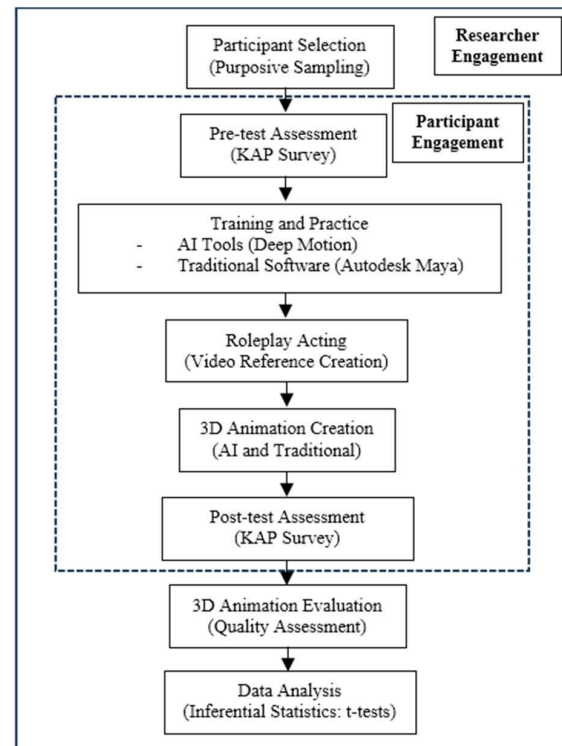 Participant Selection
(Purposive Sampling)
Researcher
Engagement
Pre-test Assessment
(KAP Survey)
Participant
Engagement
Training and Practice
- AI Tools (Deep Motion)
- Traditional Software (Autodesk Maya)
Roleplay Acting
(Video Reference Creation)
3D Animation Creation
(AI and Traditional)
Post-test Assessment
(KAP Survey)
3D Animation Evaluation
(Quality Assessment)
Data Analysis
(Inferential Statistics: t-tests)